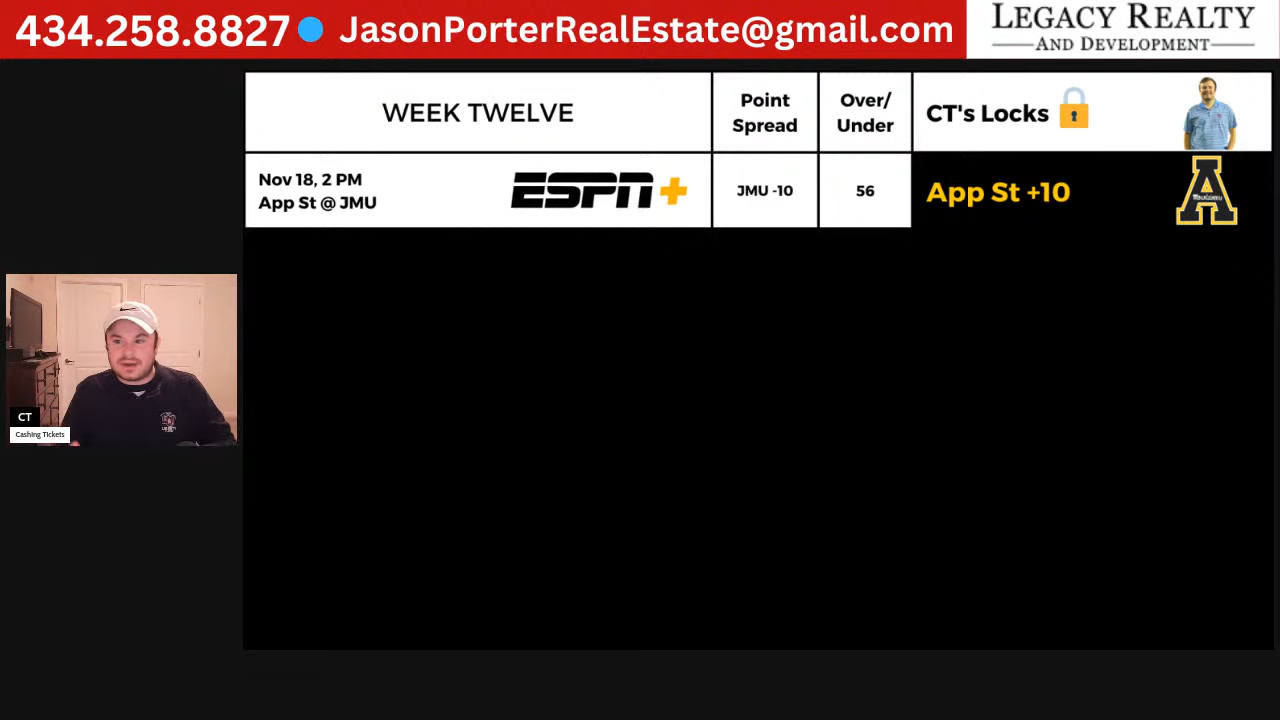 434.258.8827
JasonPorterRealEstate@gmail.com
LEGACY REALTY
AND DEVELOPMENT
WEEK TWELVE
Point
Spread
Over/
Under
CT's Locks
Nov 18, 2 PM
App St @ JMU
ESPN+
JMU -10
56
App St +10
A
CT
Cashing Tickets